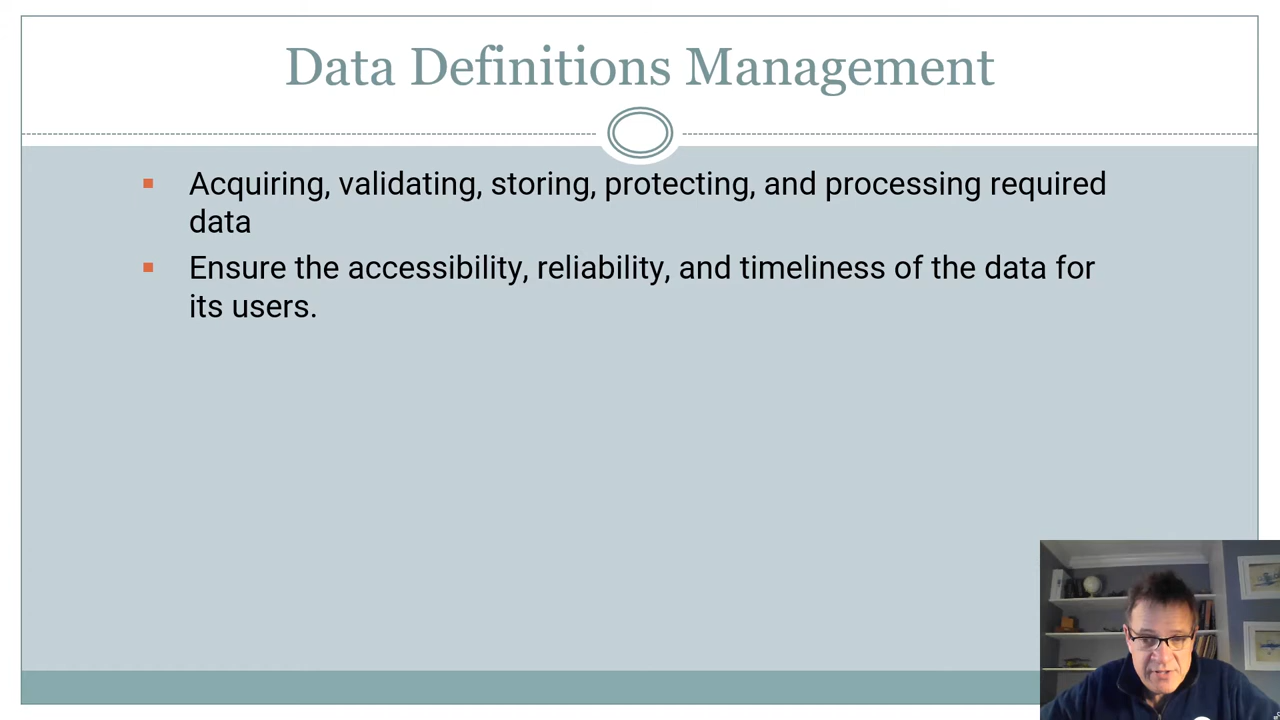 Data Definitions Management
Acquiring, validating, storing, protecting, and processing required
data
Ensure the accessibility, reliability, and timeliness of the data for
its users.